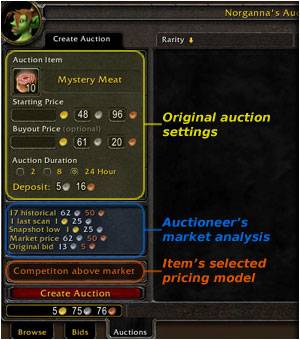 Norganna's Au
Create Auction
Rarity
Auction Item
10
Mystery Meat
Starting Price
48 96
Buyout Price (optional)
61 20
Auction Duration
2 8 24 Hour
Deposit: 5 16
Original auction
settings
17 historical 62 50
1 last scan 1 25
Snapshot low 1 25
Market price 62 50
Original bid 13 5
Auctioneer's
market analysis
Competiton above market
Item's selected
pricing model
Create Auction
5 75 76
Browse Bids Auctions